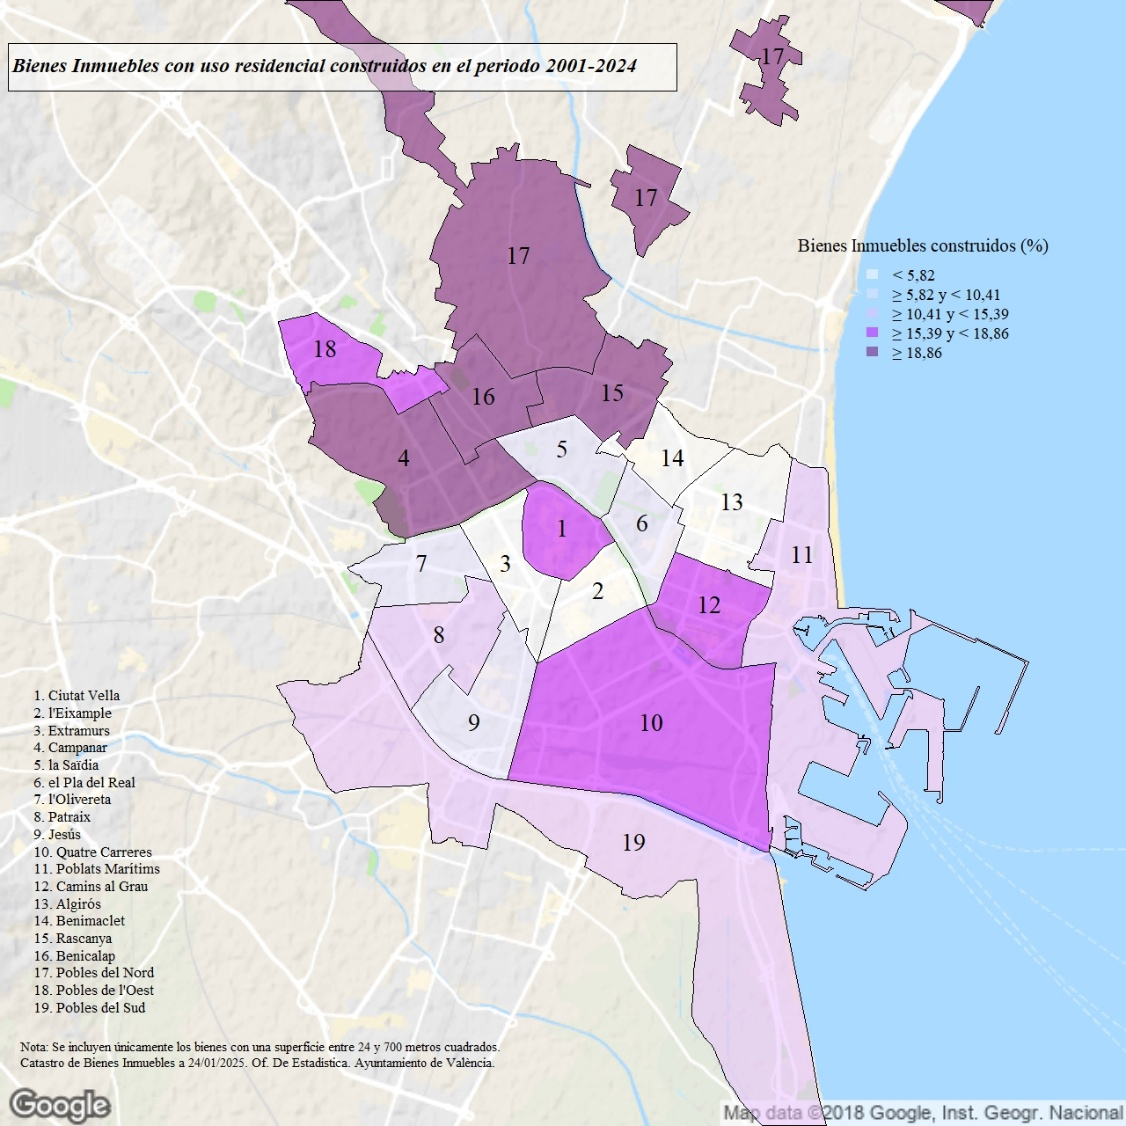 Bienes Inmuebles con uso residencial construidos en el periodo 2001-2024
17
17
17
Bienes Inmuebles construidos (%)
< 5,82
≥ 5,82 y < 10,41
≥ 10,41 y < 15,39
≥ 15,39 y < 18,86
≥ 18,86
18
16
15
4
5
14
13
6
1
11
7
3
2
12
8
10
9
19
1. Ciutat Vella
2. l'Eixample
3. Extramurs
4. Campanar
5. la Saïdia
6. el Pla del Real
7. l'Olivereta
8. Patraix
9. Jesús
10. Quatre Carreres
11. Poblats Marítims
12. Camins al Grau
13. Algirós
14. Benimaclet
15. Rascanya
16. Benicalap
17. Pobles del Nord
18. Pobles de l'Oest
19. Pobles del Sud
Nota: Se incluyen únicamente los bienes con una superficie entre 24 y 700 metros cuadrados.
Catastro de Bienes Inmuebles a 24/01/2025. Of. De Estadística. Ayuntamiento de València.
Google
Map data ©2018 Google, Inst. Geogr. Nacional